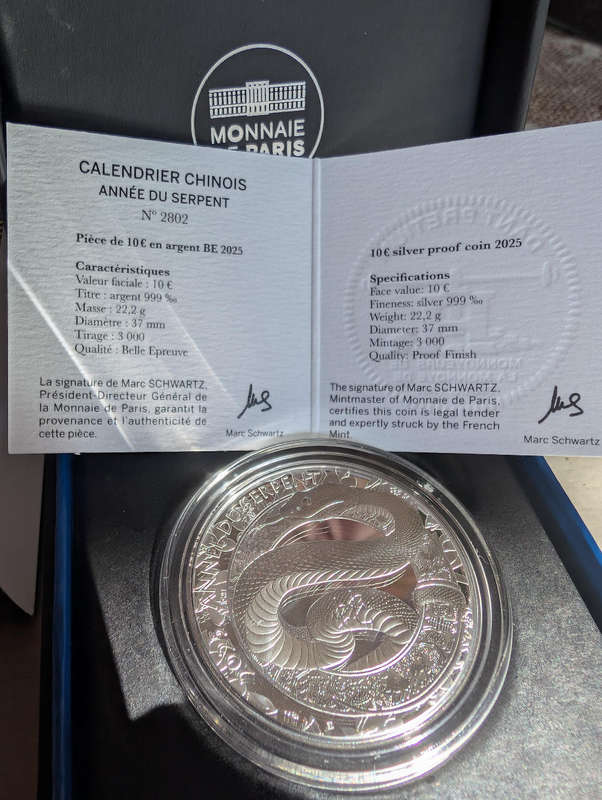 MONNAIE
DE PARIS
CALENDRIER CHINOIS
ANNÉE DU SERPENT
N° 2802
Pièce de 10€ en argent BE 2025
Caractéristiques
Valeur faciale : 10 €
Titre : argent 999 ‰
Masse : 22,2 g
Diamètre : 37 mm
Tirage : 3 000
Qualité : Belle Epreuve
La signature de Marc SCHWARTZ,
Président-Directeur Général de
la Monnaie de Paris, garantit la
provenance et l'authenticité de
cette pièce.
Marc Schwartz
10€ silver proof coin 2025
Specifications
Face value: 10 €
Fineness: silver 999 ‰
Weight: 22,2 g
Diameter: 37 mm
Mintage: 3 000
Quality: Proof Finish
The signature of Marc SCHWARTZ,
Mintmaster of Monnaie de Paris,
certifies this coin is legal tender
and expertly struck by the French
Mint.
Marc Schwartz
ANNÉE DU SERPENT